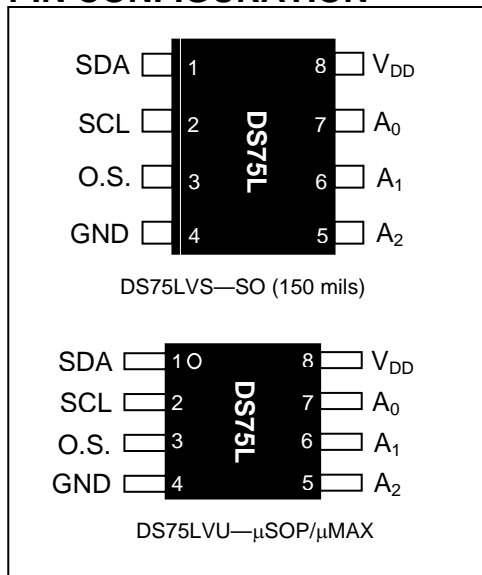 PIN CONFIGURATION
SDA 1 8 V_DD
SCL 2 7 A₀
O.S. 3 6 A₁
GND 4 5 A₂
DS75L
DS75LVS—SO (150 mils)
SDA 1 8 V_DD
SCL 2 7 A₀
O.S. 3 6 A₁
GND 4 5 A₂
DS75L
DS75LVU—μSOP/μMAX